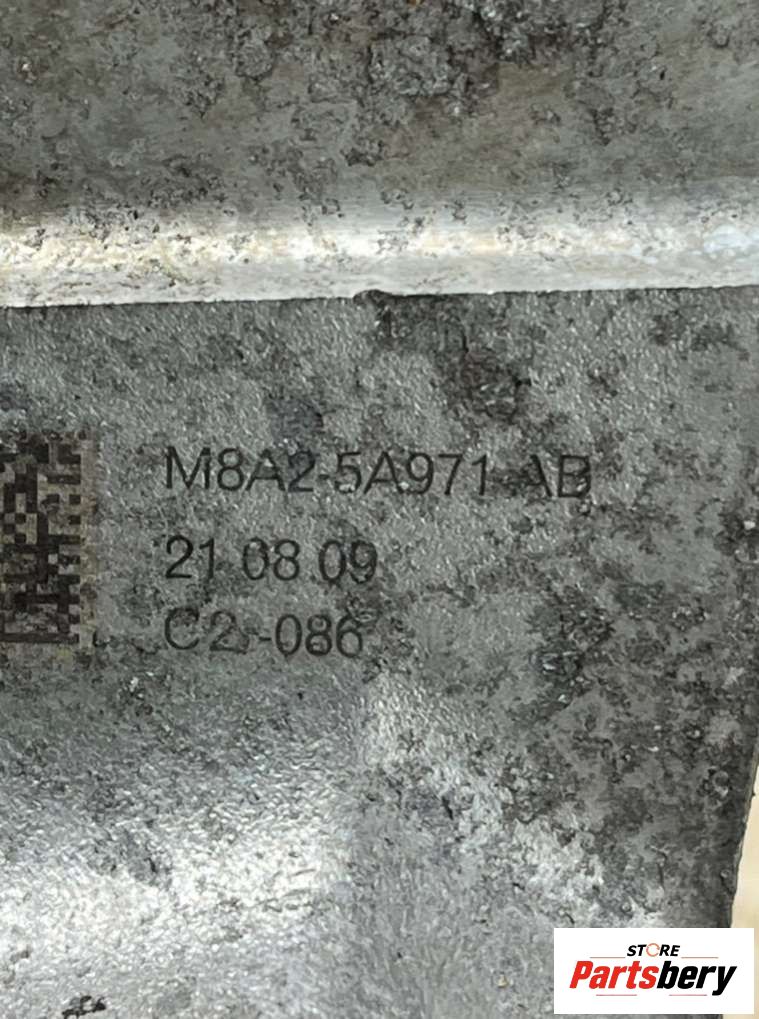 M8A2-5A971-AB
21 08 09
C2-086
STORE
Partsbery